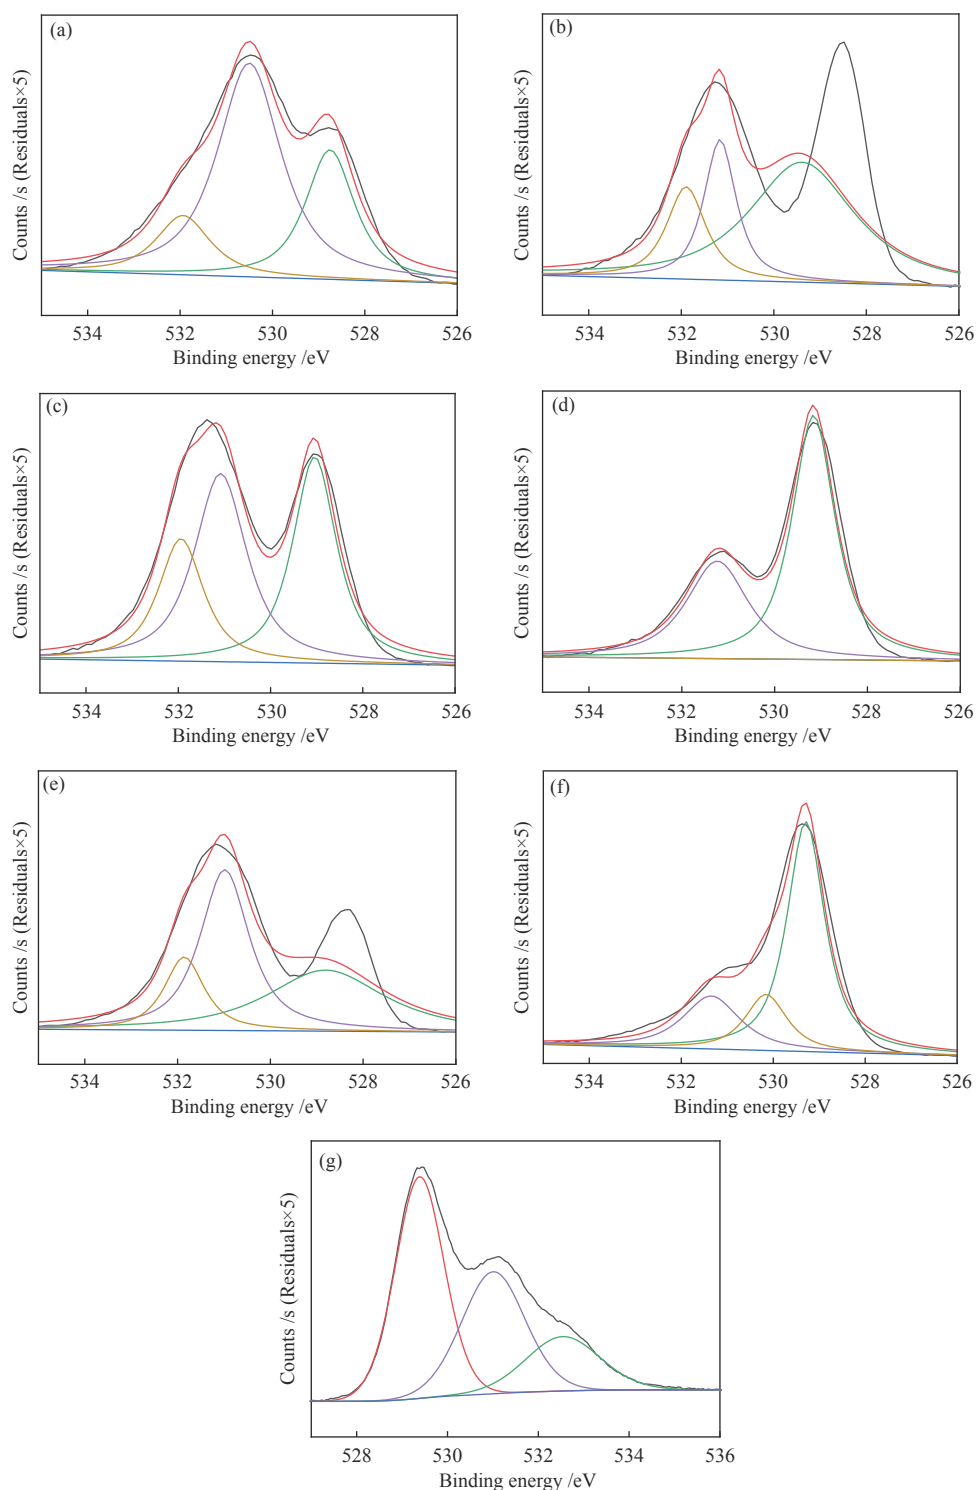 (a)
Counts /s (Residuals×5)
534 532 530 528 526
Binding energy /eV
(b)
Counts /s (Residuals×5)
534 532 530 528 526
Binding energy /eV
(c)
Counts /s (Residuals×5)
534 532 530 528 526
Binding energy /eV
(d)
Counts /s (Residuals×5)
534 532 530 528 526
Binding energy /eV
(e)
Counts /s (Residuals×5)
534 532 530 528 526
Binding energy /eV
(f)
Counts /s (Residuals×5)
534 532 530 528 526
Binding energy /eV
(g)
Counts /s (Residuals×5)
528 530 532 534 536
Binding energy /eV